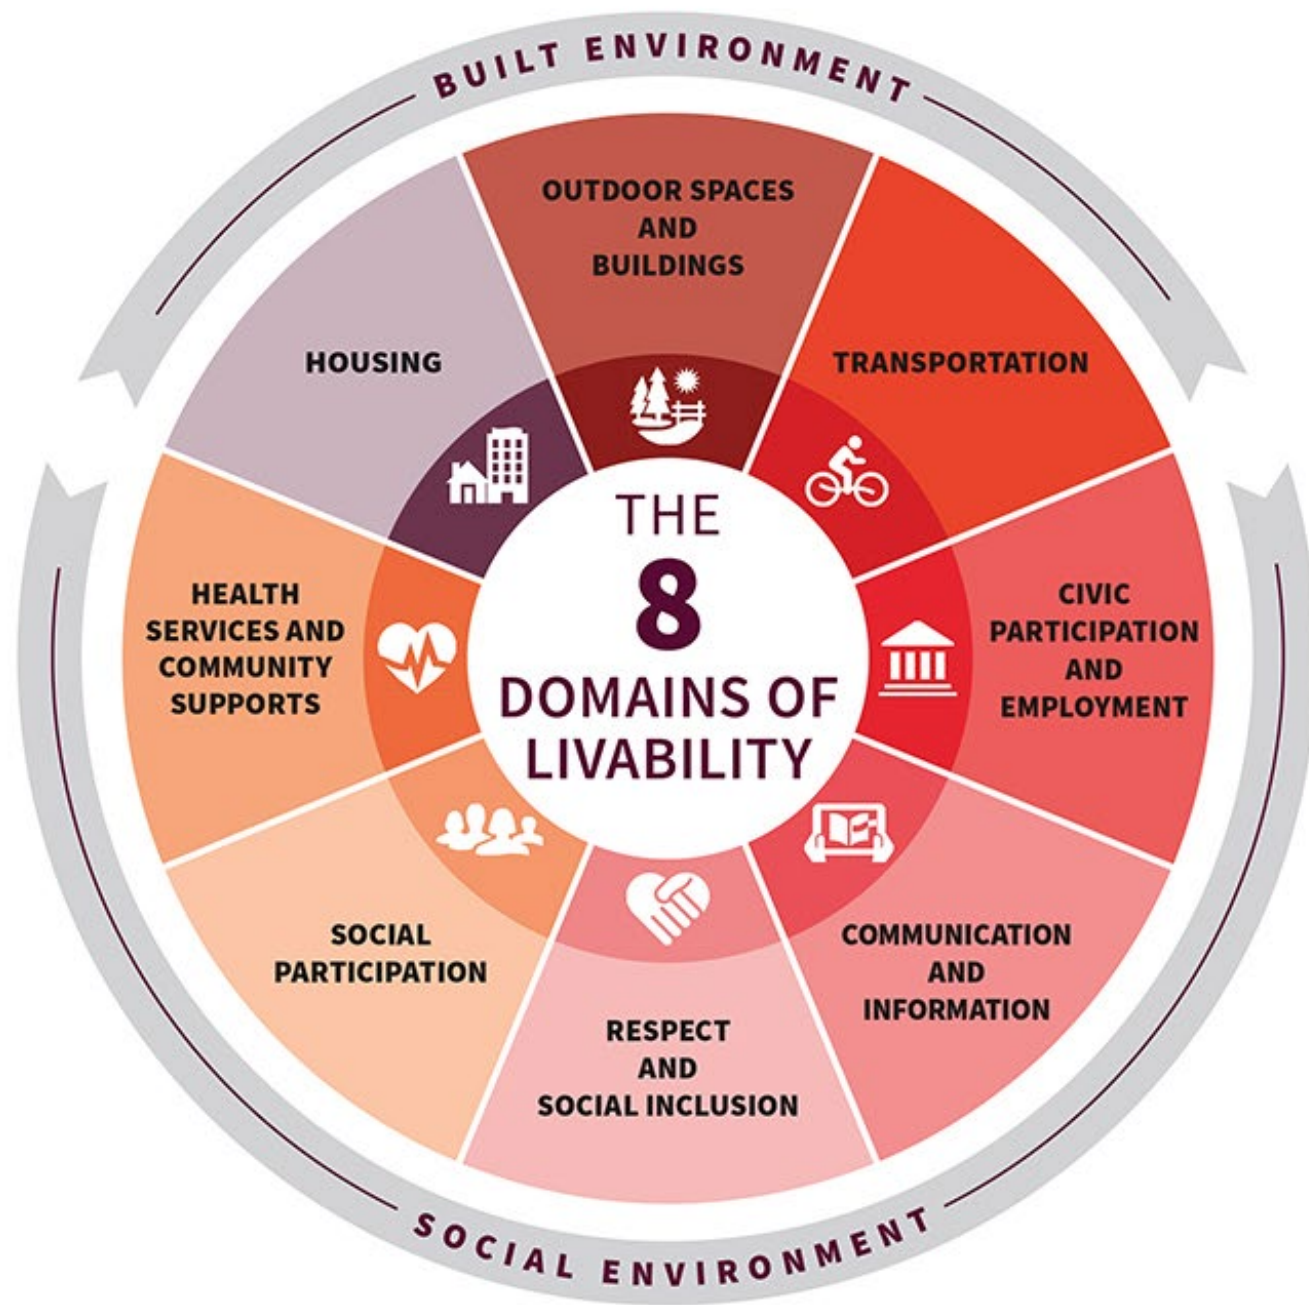 BUILT ENVIRONMENT
OUTDOOR SPACES
AND
BUILDINGS
TRANSPORTATION
CIVIC
PARTICIPATION
AND
EMPLOYMENT
COMMUNICATION
AND
INFORMATION
RESPECT
AND
SOCIAL INCLUSION
SOCIAL
PARTICIPATION
HEALTH
SERVICES AND
COMMUNITY
SUPPORTS
HOUSING
THE
8
DOMAINS OF
LIVABILITY
SOCIAL ENVIRONMENT